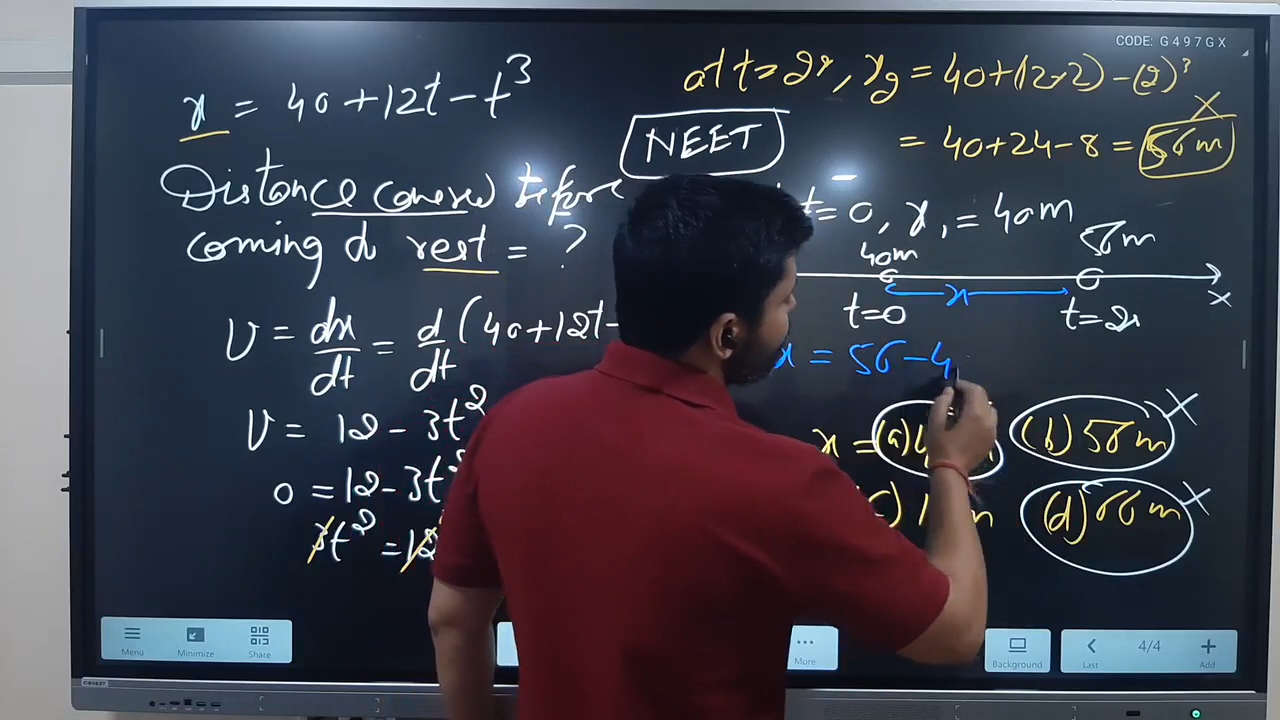 CODE: G497GX
x = 40+12t-t³
Distance covered before
coming to rest = ?
v = dx/dt = d/dt (40+12t-
v = 12 - 3t²
0 = 12-3t²
3t² = 12
NEET
at t=2s, x₂ = 40+(12×2)-(2)³
= 40+24-8 = 56m X
t=0, x₁ = 40m
40m 56m
x
t=0 t=2s X
x = 56-4
x = (a) (b) 56m X
(d) 66m X
Menu Minimize Share More Background Last 4/4 Add